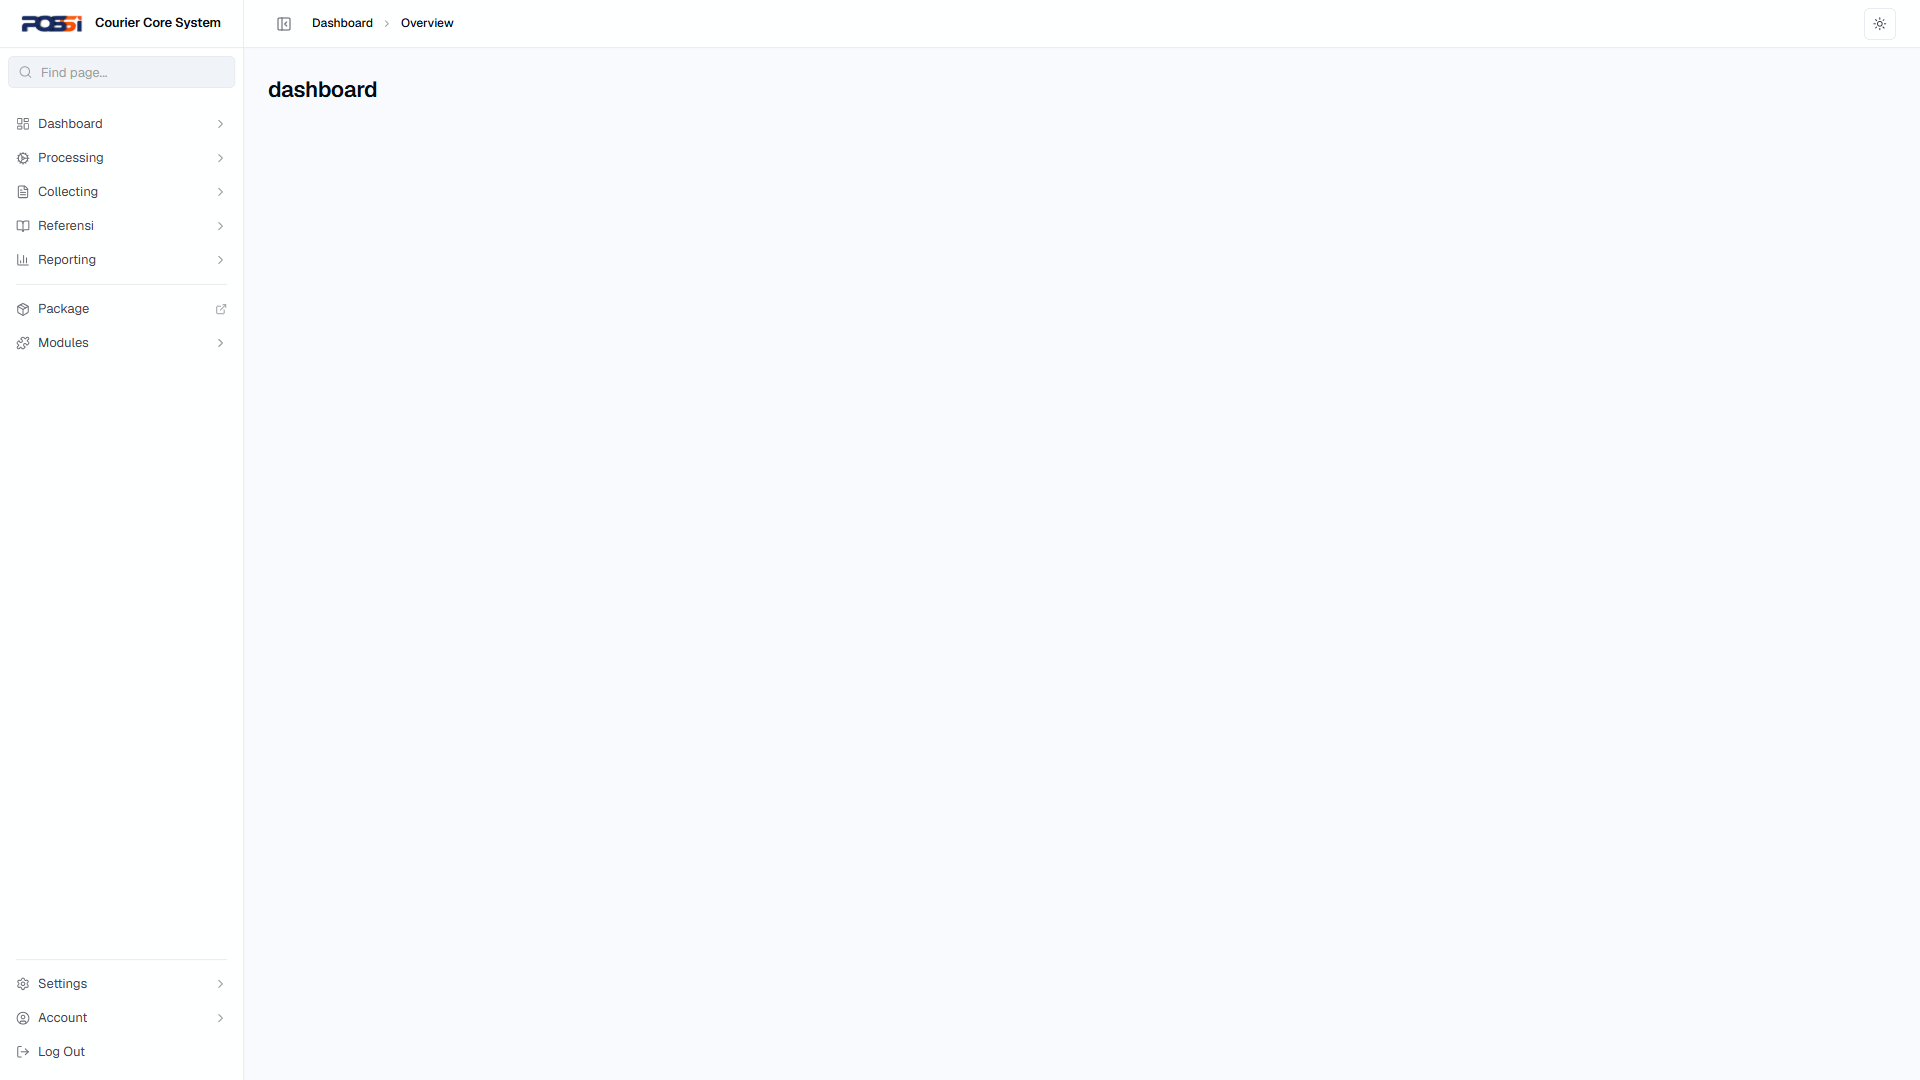 POSSI Courier Core System
Dashboard > Overview
Find page...
dashboard
Dashboard
Processing
Collecting
Referensi
Reporting
Package
Modules
Settings
Account
Log Out